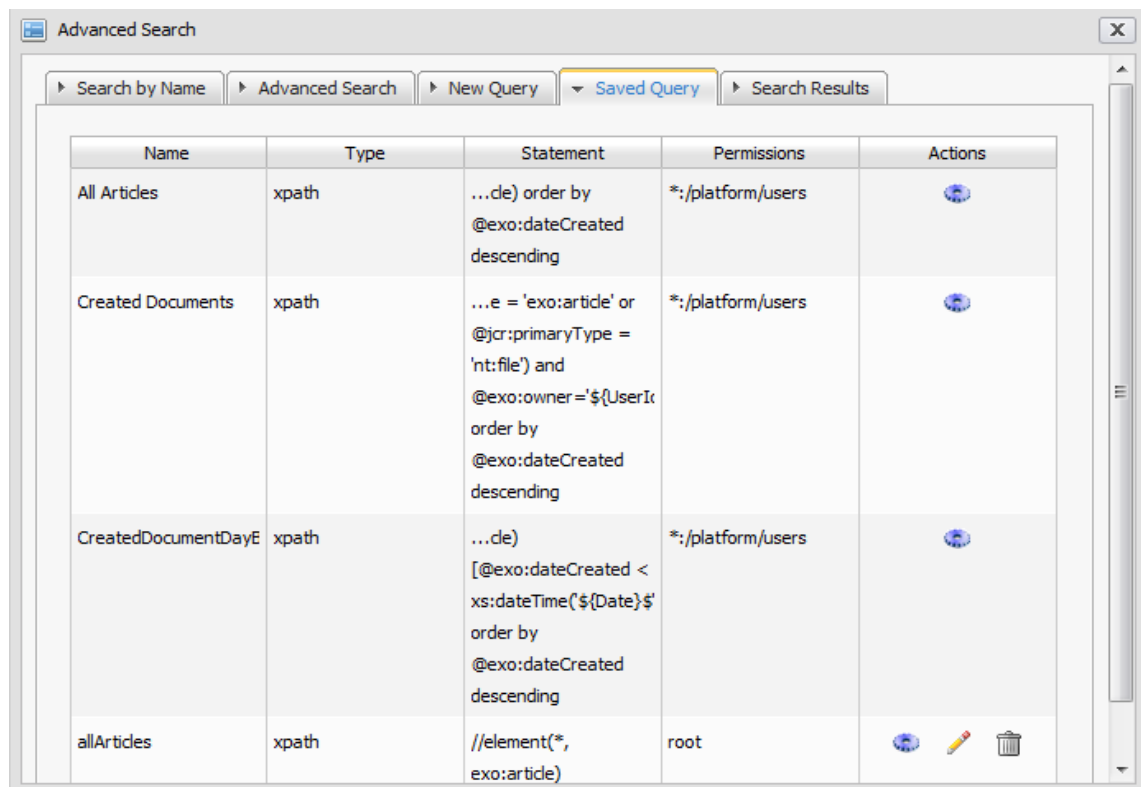 Advanced Search
Search by Name Advanced Search New Query Saved Query Search Results
Name Type Statement Permissions Actions
All Articles xpath ...cle) order by *:/platform/users
@exo:dateCreated
descending
Created Documents xpath ...e = 'exo:article' or *:/platform/users
@jcr:primaryType =
'nt:file') and
@exo:owner='${UserId
order by
@exo:dateCreated
descending
CreatedDocumentDayB xpath ...cle) *:/platform/users
[@exo:dateCreated <
xs:dateTime('${Date}$'
order by
@exo:dateCreated
descending
allArticles xpath //element(*, root
exo:article)